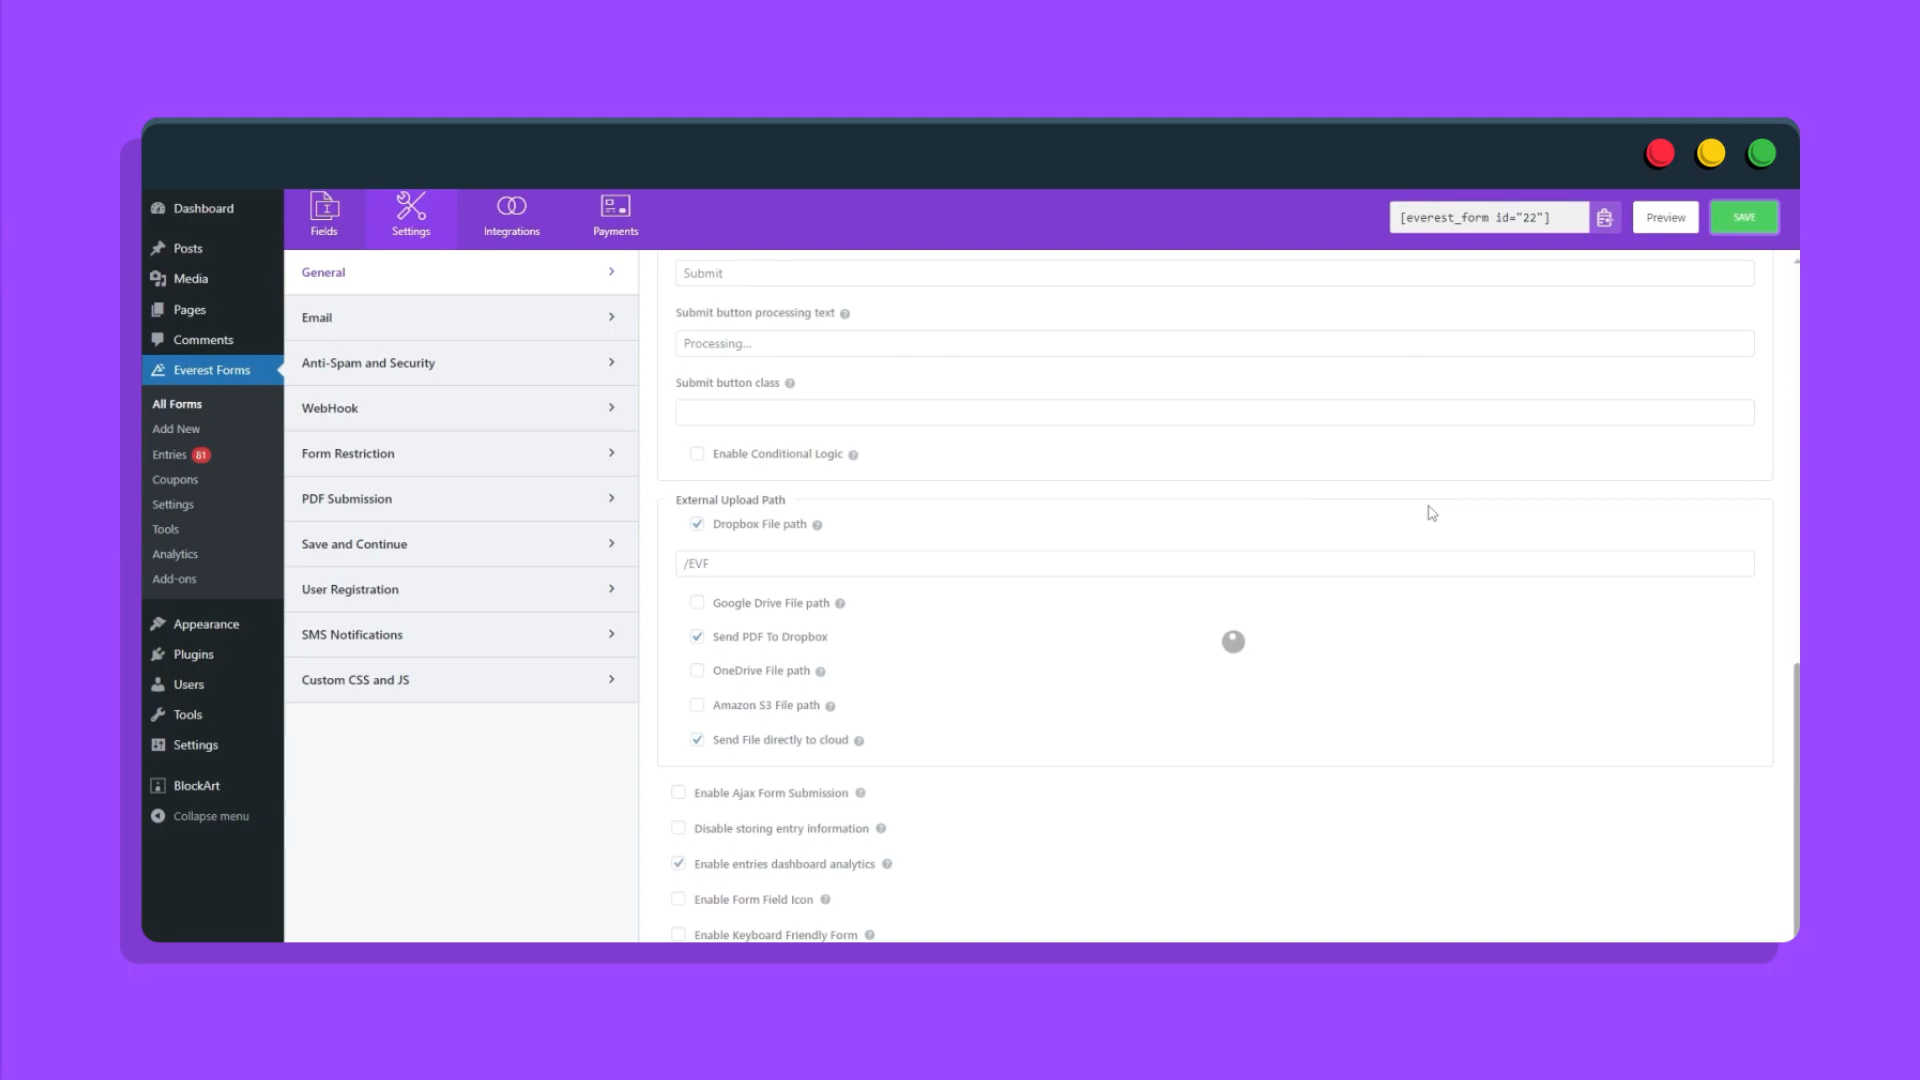 Dashboard
Posts
Media
Pages
Comments
Everest Forms
All Forms
Add New
Entries 81
Coupons
Settings
Tools
Analytics
Add-ons
Appearance
Plugins
Users
Tools
Settings
BlockArt
Collapse menu
Fields
Settings
Integrations
Payments
[everest_form id="22"]
Preview
SAVE
General
Email
Anti-Spam and Security
WebHook
Form Restriction
PDF Submission
Save and Continue
User Registration
SMS Notifications
Custom CSS and JS
Submit
Submit button processing text
Processing...
Submit button class
Enable Conditional Logic
External Upload Path
Dropbox File path
/EVF
Google Drive File path
Send PDF To Dropbox
OneDrive File path
Amazon S3 File path
Send File directly to cloud
Enable Ajax Form Submission
Disable storing entry information
Enable entries dashboard analytics
Enable Form Field Icon
Enable Keyboard Friendly Form